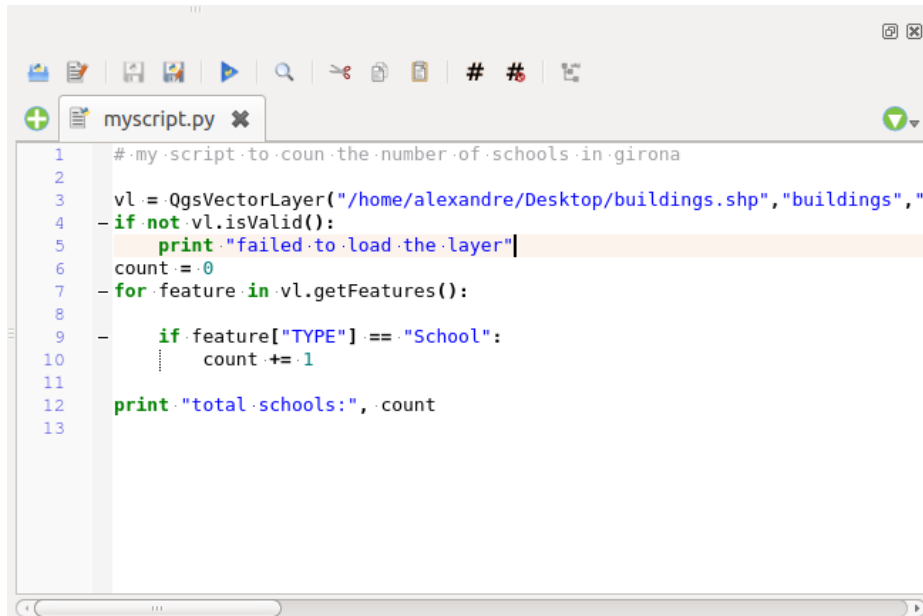 # #
myscript.py
1 # my script to coun the number of schools in girona
2
3 vl = QgsVectorLayer("/home/alexandre/Desktop/buildings.shp","buildings","
4 if not vl.isValid():
5     print "failed to load the layer"
6 count = 0
7 for feature in vl.getFeatures():
8
9     if feature["TYPE"] == "School":
10         count += 1
11
12 print "total schools:", count
13